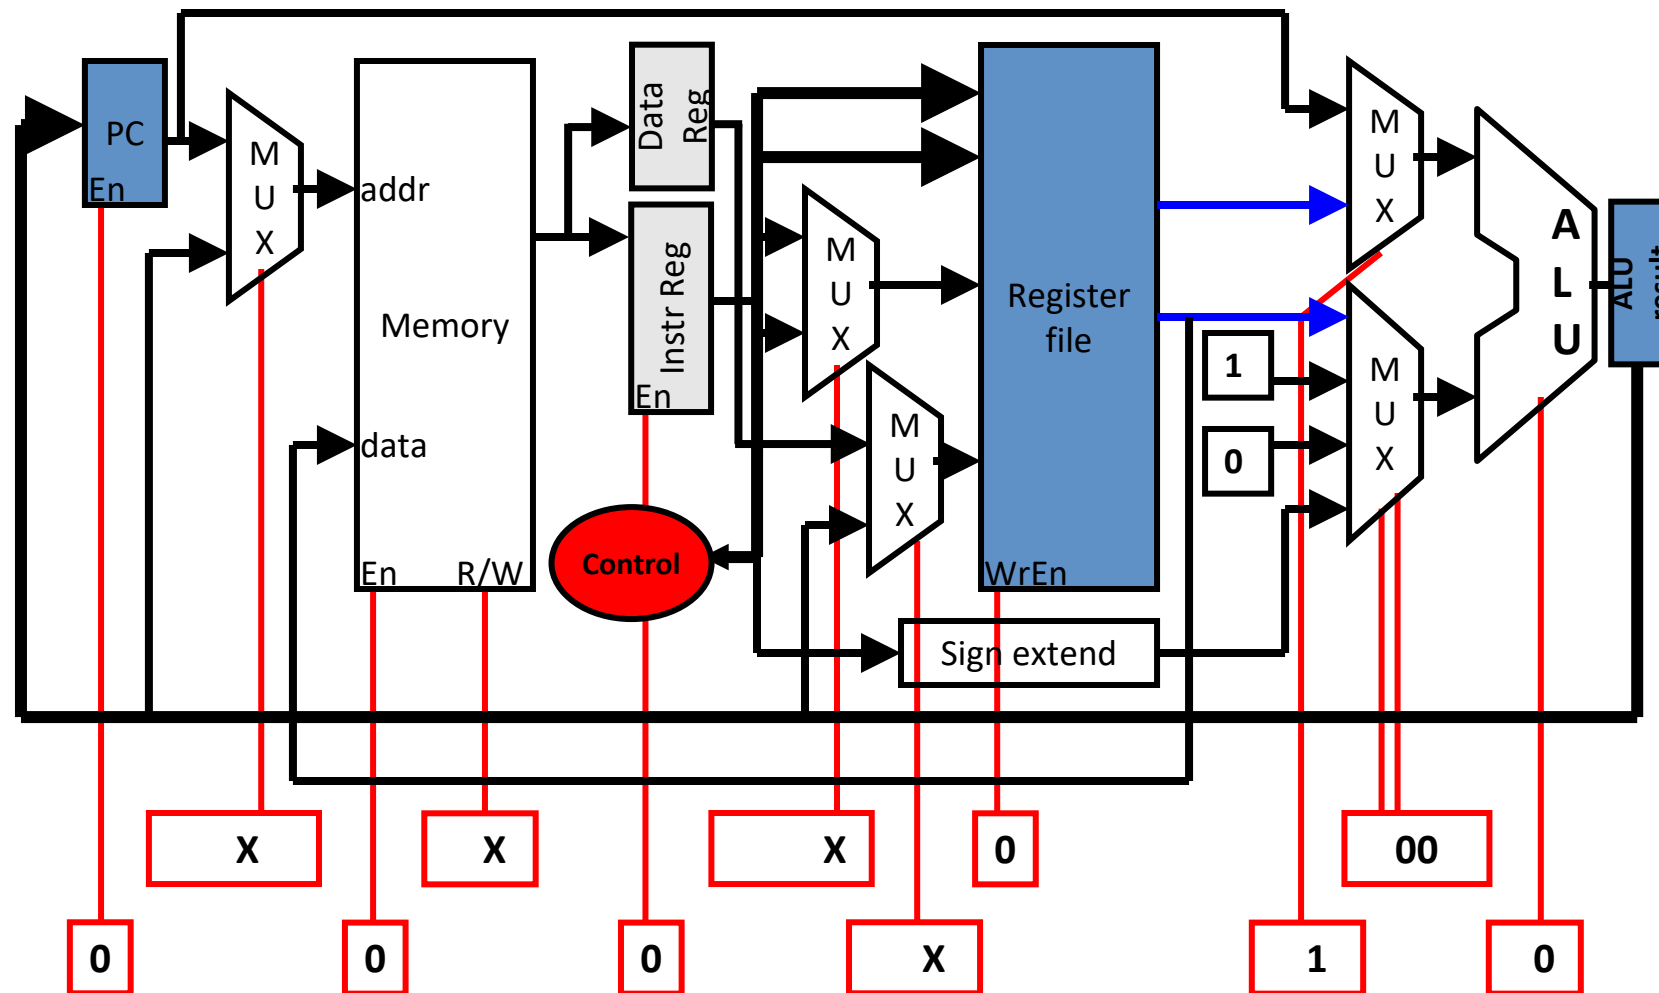 PC
En
M
U
X
addr
Memory
data
En
R/W
Data
Reg
Instr Reg
En
Control
M
U
X
M
U
X
Register
file
WrEn
Sign extend
1
0
M
U
X
M
U
X
A
L
U
ALU
result
X
X
X
0
00
0
0
0
X
1
0